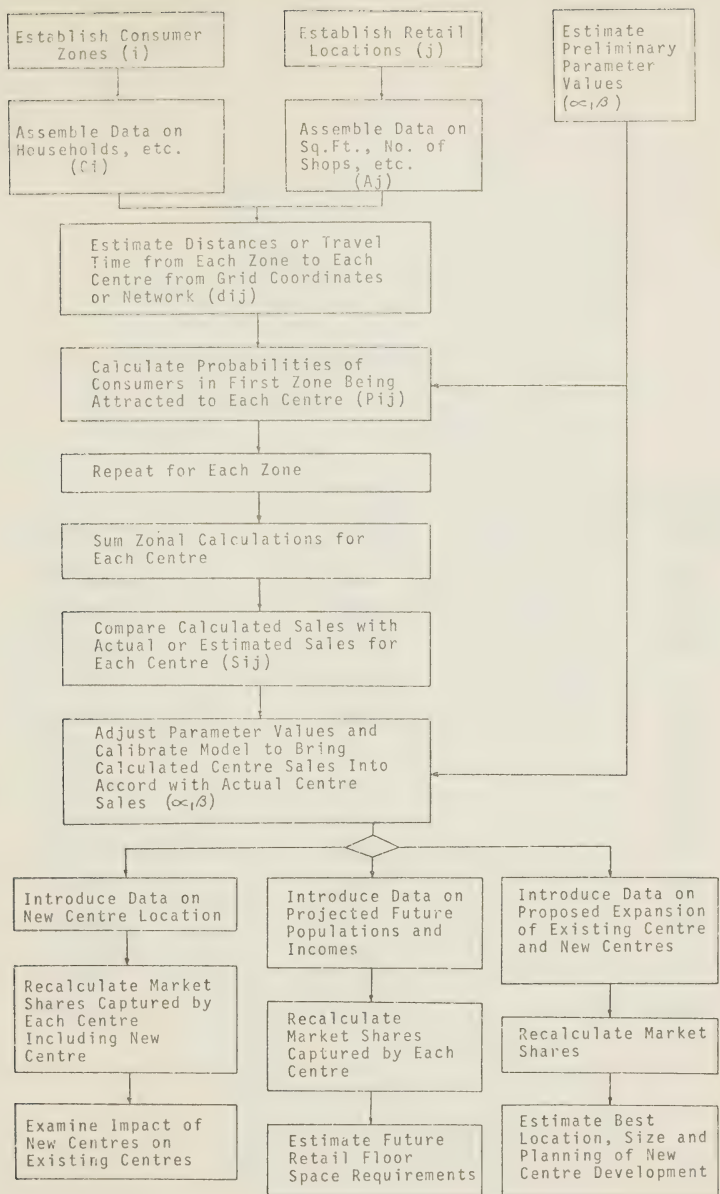 Establish Consumer
Zones (i)
Establish Retail
Locations (j)
Estimate
Preliminary
Parameter
Values
(∝,β)
Assemble Data on
Households, etc.
(Ci)
Assemble Data on
Sq.Ft., No. of
Shops, etc.
(Aj)
Estimate Distances or Travel
Time from Each Zone to Each
Centre from Grid Coordinates
or Network (dij)
Calculate Probabilities of
Consumers in First Zone Being
Attracted to Each Centre (Pij)
Repeat for Each Zone
Sum Zonal Calculations for
Each Centre
Compare Calculated Sales with
Actual or Estimated Sales for
Each Centre (Sij)
Adjust Parameter Values and
Calibrate Model to Bring
Calculated Centre Sales Into
Accord with Actual Centre
Sales (∝,β)
Introduce Data on
New Centre Location
Recalculate Market
Shares Captured by
Each Centre
Including New
Centre
Examine Impact of
New Centres on
Existing Centres
Introduce Data on
Projected Future
Populations and
Incomes
Recalculate
Market Shares
Captured by Each
Centre
Estimate Future
Retail Floor
Space Requirements
Introduce Data on
Proposed Expansion
of Existing Centre
and New Centres
Recalculate Market
Shares
Estimate Best
Location, Size and
Planning of New
Centre Development